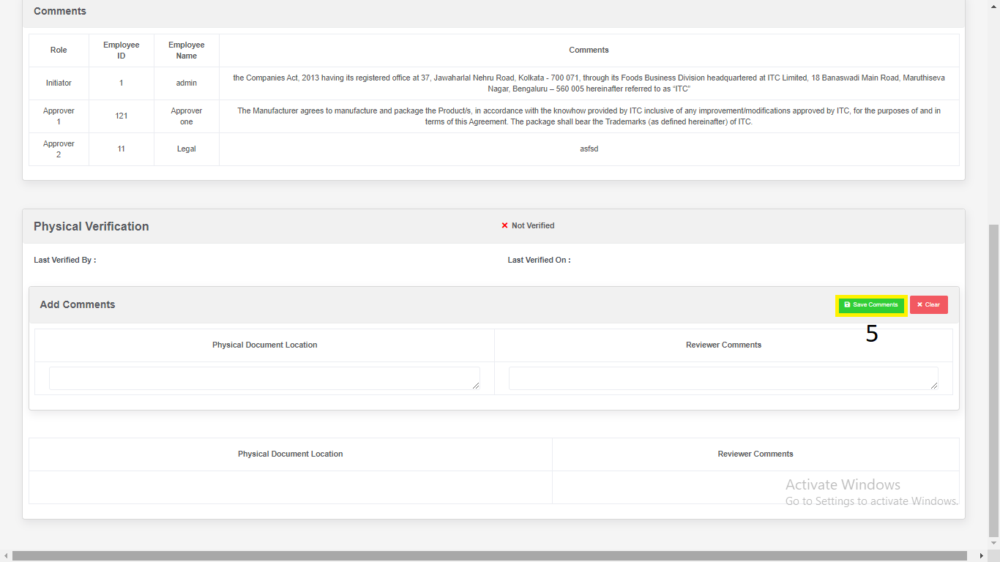 Comments
Role
Employee
ID
Employee
Name
Comments
Initiator
1
admin
the Companies Act, 2013 having its registered office at 37, Jawaharlal Nehru Road, Kolkata - 700 071, through its Foods Business Division headquartered at ITC Limited, 18 Banaswadi Main Road, Maruthiseva
Nagar, Bengaluru – 560 005 hereinafter referred to as “ITC”
Approver
1
121
Approver
one
The Manufacturer agrees to manufacture and package the Product/s, in accordance with the knowhow provided by ITC inclusive of any improvement/modifications approved by ITC, for the purposes of and in
terms of this Agreement. The package shall bear the Trademarks (as defined hereinafter) of ITC.
Approver
2
11
Legal
asfsd
Physical Verification
Not Verified
Last Verified By :
Last Verified On :
Add Comments
Save Comments
Clear
5
Physical Document Location
Reviewer Comments
Physical Document Location
Reviewer Comments
Activate Windows
Go to Settings to activate Windows.